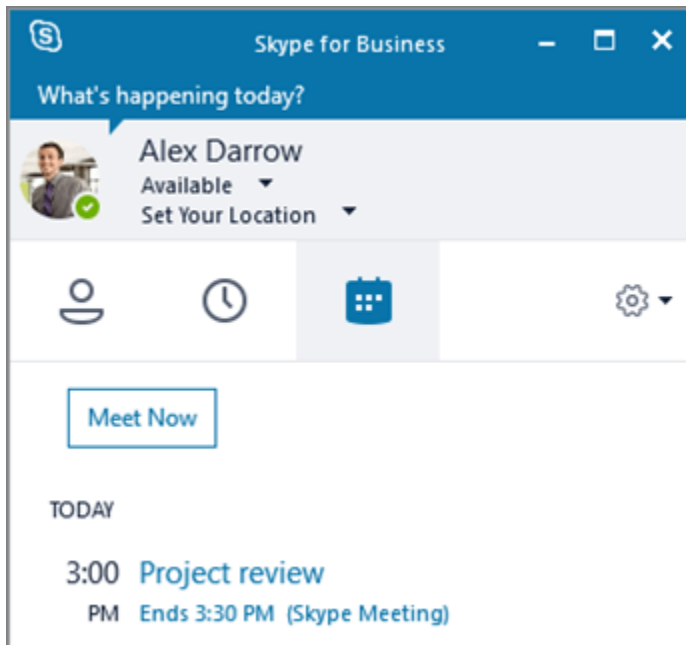 Skype for Business
What's happening today?
Alex Darrow
Available
Set Your Location
Meet Now
TODAY
3:00 Project review
PM Ends 3:30 PM (Skype Meeting)